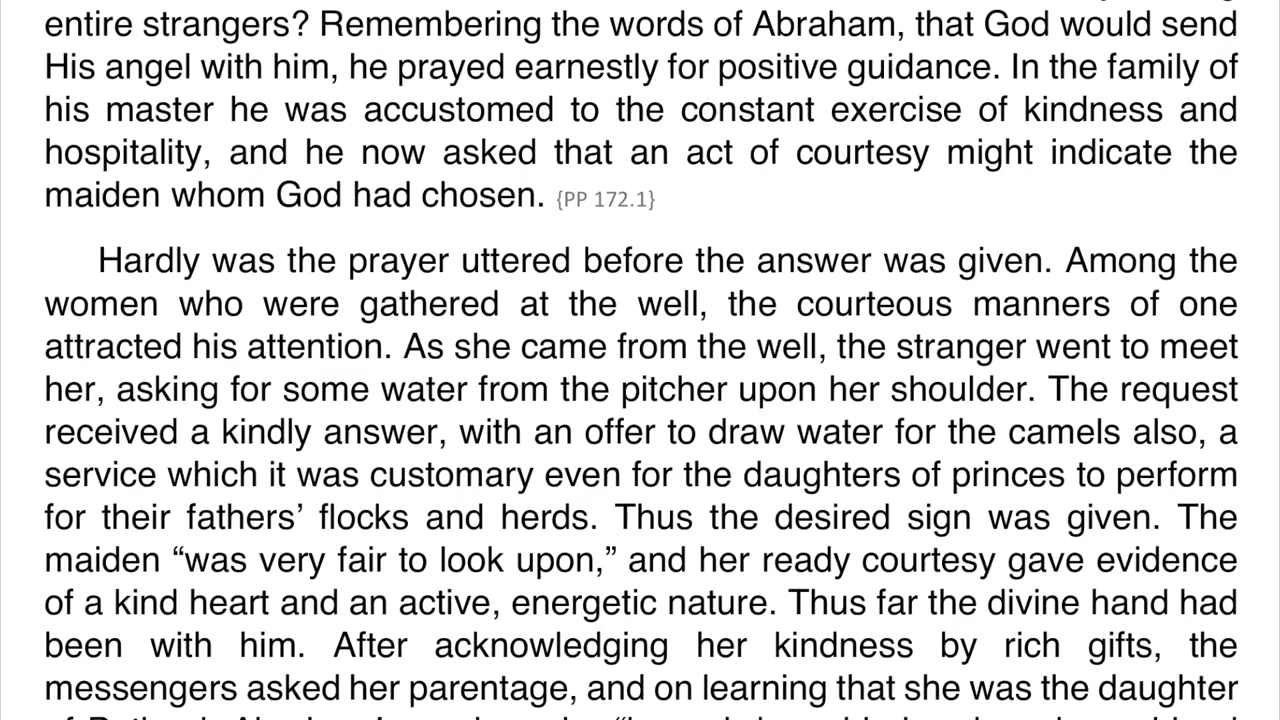 entire strangers? Remembering the words of Abraham, that God would send
His angel with him, he prayed earnestly for positive guidance. In the family of
his master he was accustomed to the constant exercise of kindness and
hospitality, and he now asked that an act of courtesy might indicate the
maiden whom God had chosen. {PP 172.1}
Hardly was the prayer uttered before the answer was given. Among the
women who were gathered at the well, the courteous manners of one
attracted his attention. As she came from the well, the stranger went to meet
her, asking for some water from the pitcher upon her shoulder. The request
received a kindly answer, with an offer to draw water for the camels also, a
service which it was customary even for the daughters of princes to perform
for their fathers’ flocks and herds. Thus the desired sign was given. The
maiden “was very fair to look upon,” and her ready courtesy gave evidence
of a kind heart and an active, energetic nature. Thus far the divine hand had
been with him. After acknowledging her kindness by rich gifts, the
messengers asked her parentage, and on learning that she was the daughter